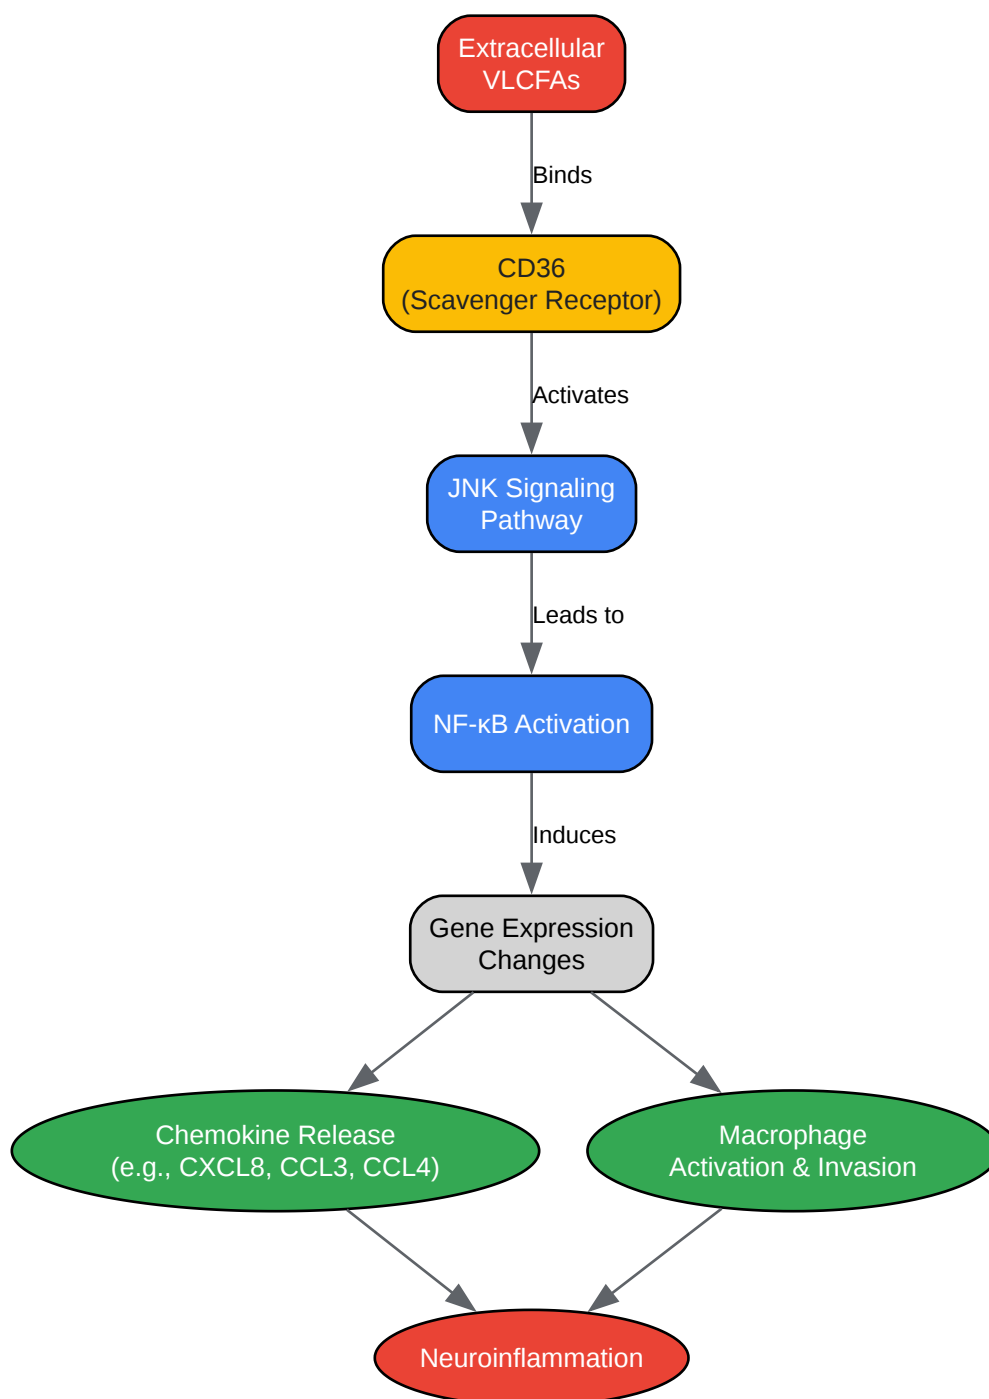 Extracellular
VLCFAs
Binds
CD36
(Scavenger Receptor)
Activates
JNK Signaling
Pathway
Leads to
NF-κB Activation
Induces
Gene Expression
Changes
Chemokine Release
(e.g., CXCL8, CCL3, CCL4)
Macrophage
Activation & Invasion
Neuroinflammation